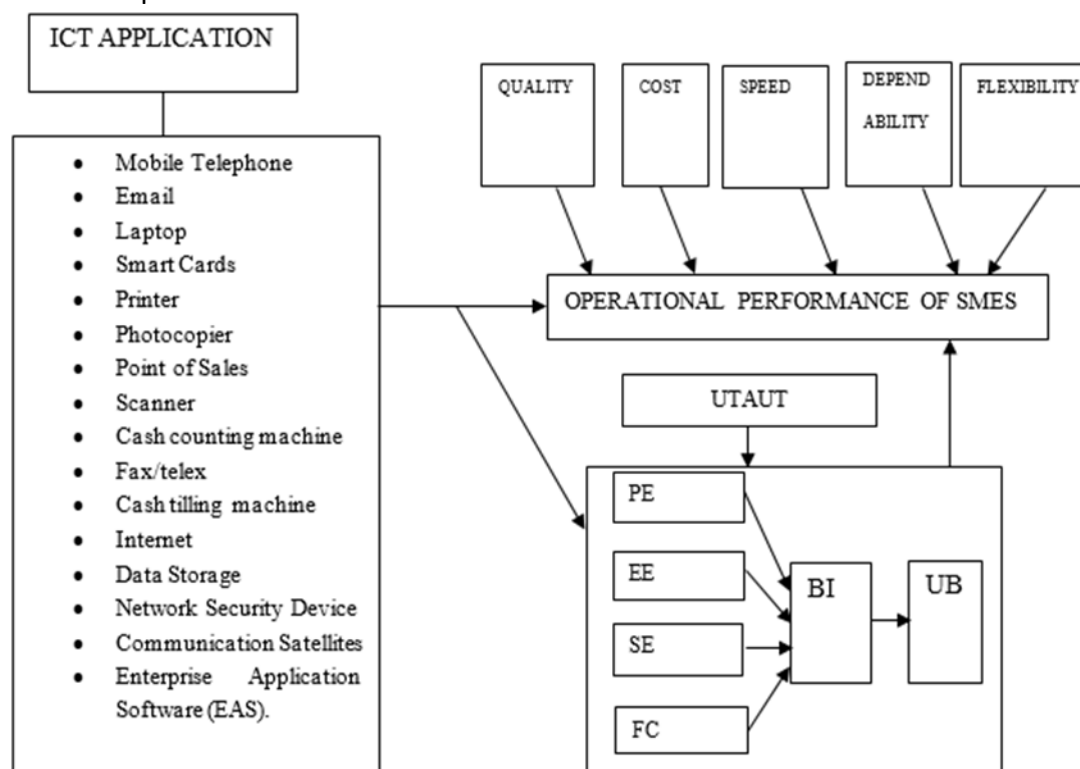 ICT APPLICATION
QUALITY
COST
SPEED
DEPEND
ABILITY
FLEXIBILITY
• Mobile Telephone
• Email
• Laptop
• Smart Cards
• Printer
• Photocopier
• Point of Sales
• Scanner
• Cash counting machine
• Fax/telex
• Cash tilling machine
• Internet
• Data Storage
• Network Security Device
• Communication Satellites
• Enterprise Application
Software (EAS).
OPERATIONAL PERFORMANCE OF SMES
UTAUT
PE
EE
SE
FC
BI
UB